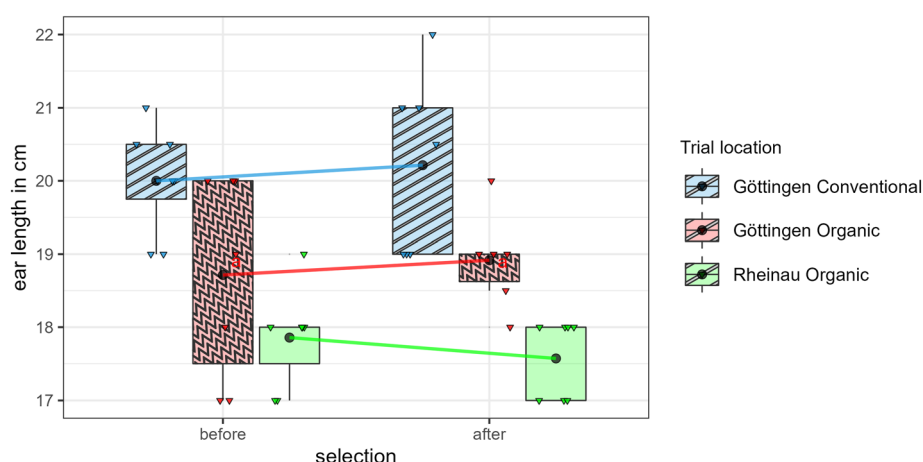 22
21
20
19
18
17
ear length in cm
before
after
selection
Trial location
Göttingen Conventional
Göttingen Organic
Rheinau Organic